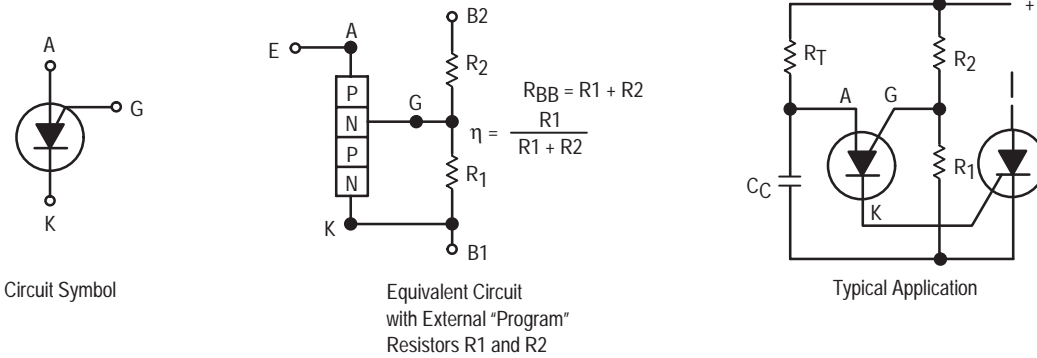 A
G
K
Circuit Symbol
B2
E
A
R2
P
G
N
P
N
R1
K
B1
RBB = R1 + R2
η = R1
R1 + R2
Equivalent Circuit
with External “Program”
Resistors R1 and R2
+
RT
R2
A
G
CC
R1
K
Typical Application